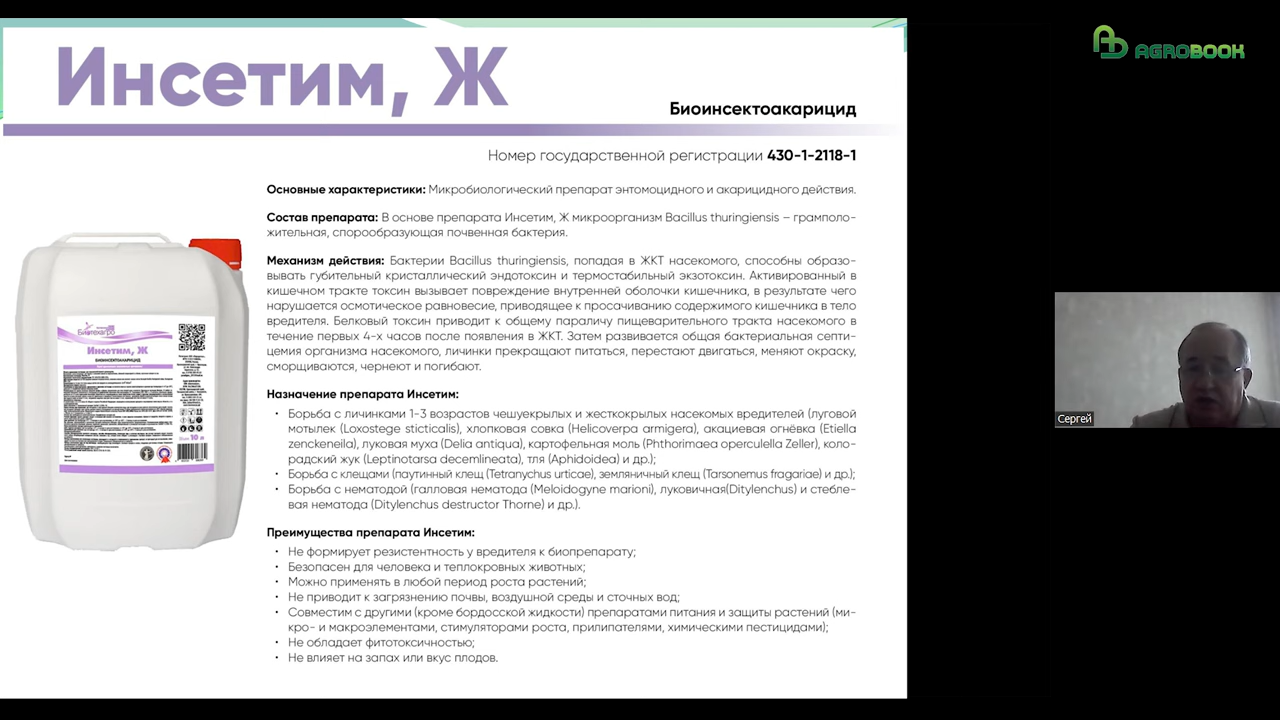 Инсетим, Ж
Биоинсектоакарицид
Номер государственной регистрации 430-1-2118-1
Основные характеристики: Микробиологический препарат энтомоцидного и акарицидного действия.
Состав препарата: В основе препарата Инсетим, Ж микроорганизм Bacillus thuringiensis – грамполо-
жительная, спорообразующая почвенная бактерия.
Механизм действия: Бактерии Bacillus thuringiensis, попадая в ЖКТ насекомого, способны образо-
вывать губительный кристаллический эндотоксин и термостабильный экзотоксин. Активированный в
кишечном тракте токсин вызывает повреждение внутренней оболочки кишечника, в результате чего
нарушается осмотическое равновесие, приводящее к просачиванию содержимого кишечника в тело
вредителя. Белковый токсин приводит к общему параличу пищеварительного тракта насекомого в
течение первых 4-х часов после появления в ЖКТ. Затем развивается общая бактериальная септи-
цемия организма насекомого, личинки прекращают питаться, перестают двигаться, меняют окраску,
сморщиваются, чернеют и погибают.
Назначение препарата Инсетим:
• Борьба с личинками 1-3 возрастов чешуекрылых и жесткокрылых насекомых вредителей (луговой
мотылек (Loxostege sticticalis), хлопковая совка (Helicoverpa armigera), акациевая огнёвка (Etiella
zenckeneila), луковая муха (Delia antiqua), картофельная моль (Phthorimaea operculella Zeller), коло-
радский жук (Leptinotarsa decemlineata), тля (Aphidoidea) и др.);
• Борьба с клещами (паутинный клещ (Tetranychus urticae), земляничный клещ (Tarsonemus fragariae) и др.);
• Борьба с нематодой (галловая нематода (Meloidogyne marioni), луковичная(Ditylenchus) и стебле-
вая нематода (Ditylenchus destructor Thorne) и др.).
Преимущества препарата Инсетим:
• Не формирует резистентность у вредителя к биопрепарату;
• Безопасен для человека и теплокровных животных;
• Можно применять в любой период роста растений;
• Не приводит к загрязнению почвы, воздушной среды и сточных вод;
• Совместим с другими (кроме бордосской жидкости) препаратами питания и защиты растений (ми-
кро- и макроэлементами, стимуляторами роста, прилипателями, химическими пестицидами);
• Не обладает фитотоксичностью;
• Не влияет на запах или вкус плодов.
Биотехагро
Инсетим, Ж
БИОИНСЕКТОАКАРИЦИД
10 л
AGROBOOK
Сергей